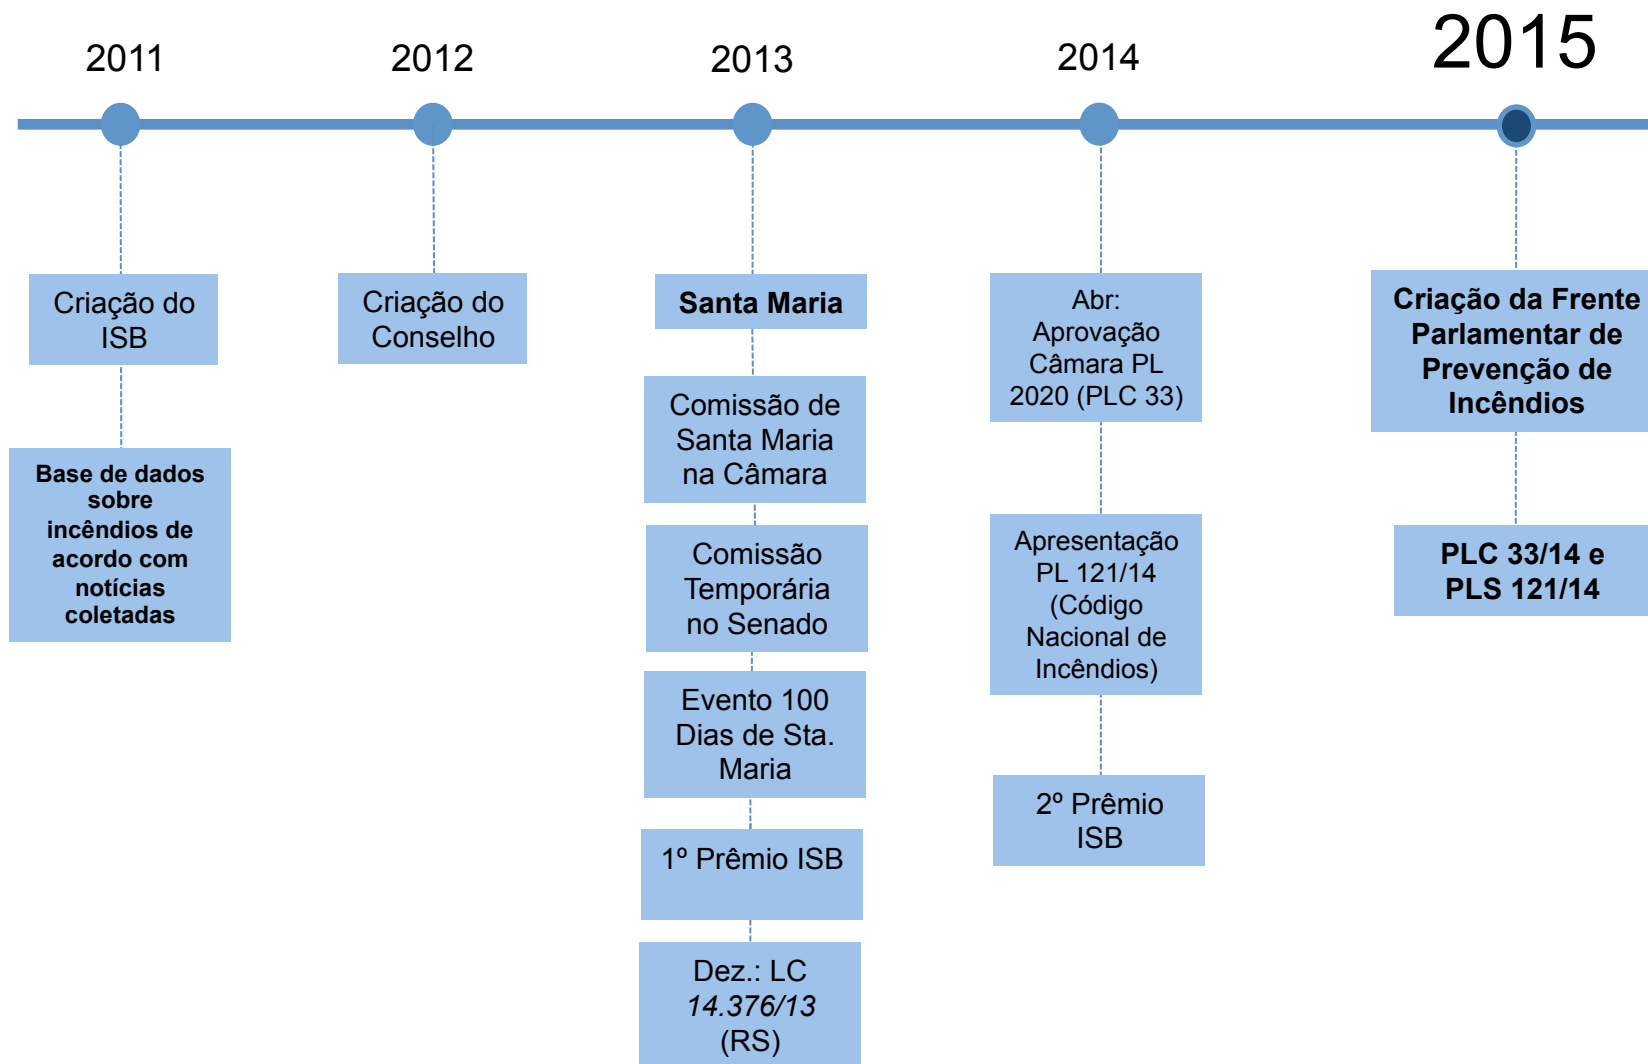 2011
2012
2013
2014
2015
Criação do
ISB
Base de dados
sobre
incêndios de
acordo com
notícias
coletadas
Criação do
Conselho
Santa Maria
Comissão de
Santa Maria
na Câmara
Comissão
Temporária
no Senado
Evento 100
Dias de Sta.
Maria
1º Prêmio ISB
Dez.: LC
14.376/13
(RS)
Abr:
Aprovação
Câmara PL
2020 (PLC 33)
Apresentação
PL 121/14
(Código
Nacional de
Incêndios)
2º Prêmio
ISB
Criação da Frente
Parlamentar de
Prevenção de
Incêndios
PLC 33/14 e
PLS 121/14